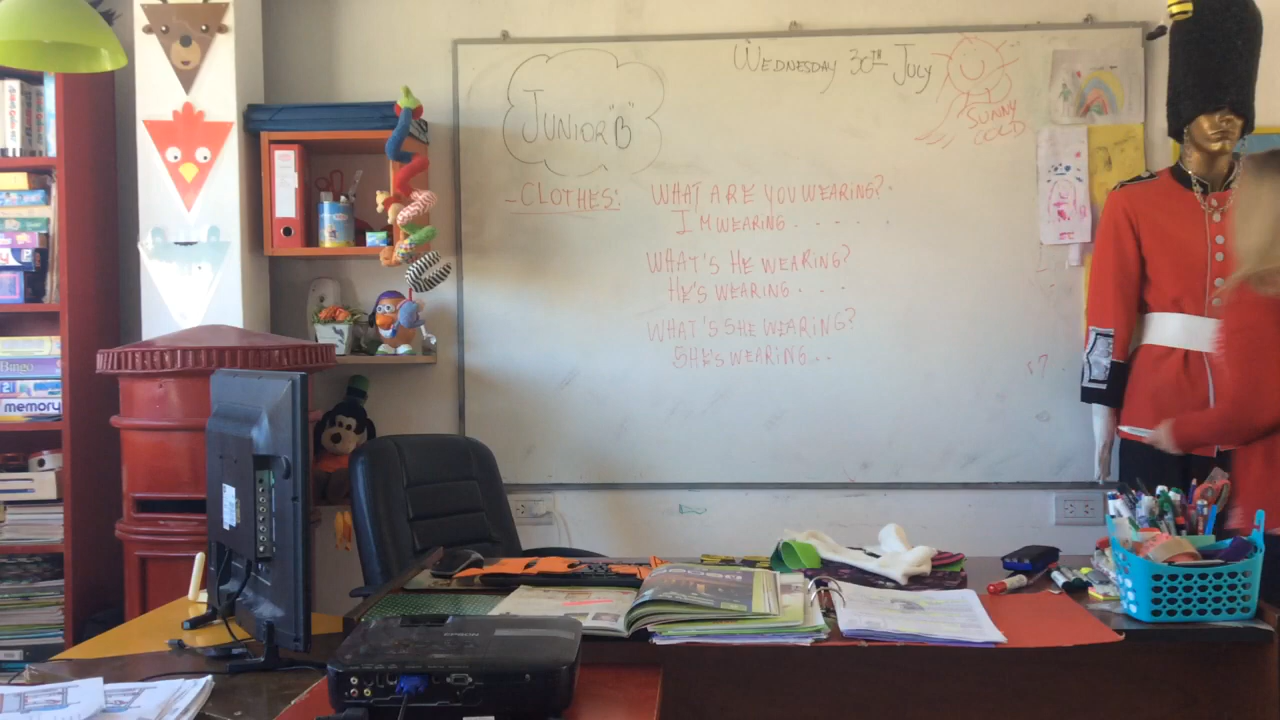 WEDNESDAY 30TH JULY
JUNIOR "B"
SUNNY
COLD
-CLOTHES: WHAT ARE YOU WEARING?
I'M WEARING . . . . .
WHAT'S HE WEARING?
HE'S WEARING. . . .
WHAT'S SHE WEARING?
SHE'S WEARING. .
Bingo
memory